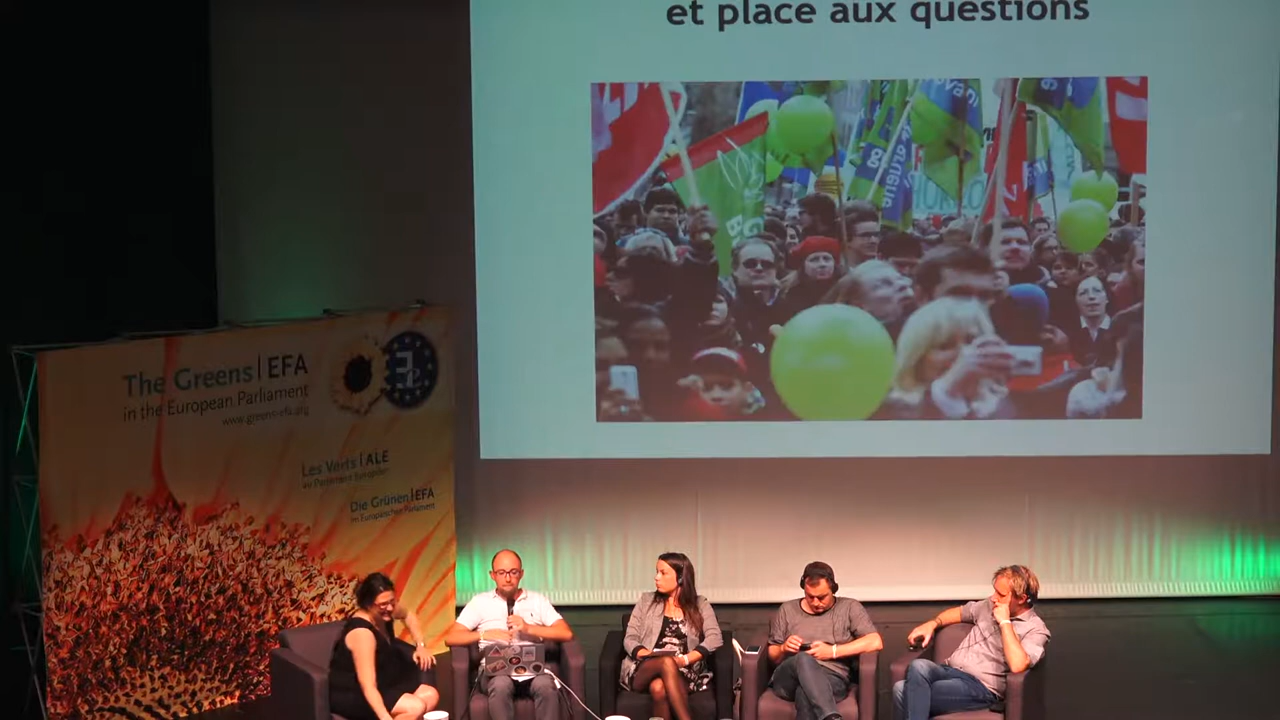 et place aux questions
The Greens | EFA
in the European Parliament
www.greens-efa.org
Les Verts | ALE
au Parlement Européen
Die Grünen | EFA
im Europäischen Parlament